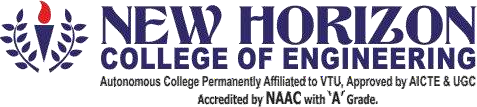 NEW HORIZON
COLLEGE OF ENGINEERING
Autonomous College Permanently Affiliated to VTU, Approved by AICTE & UGC
Accredited by NAAC with 'A' Grade.